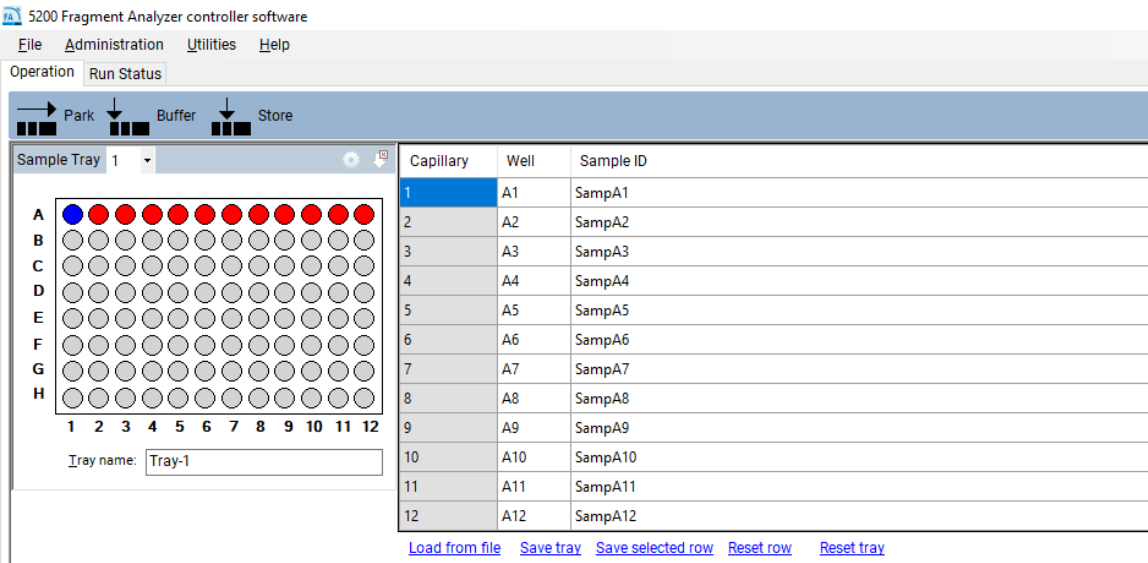 FA 5200 Fragment Analyzer controller software
File Administration Utilities Help
Operation Run Status
Park Buffer Store
Sample Tray 1
A
B
C
D
E
F
G
H
1 2 3 4 5 6 7 8 9 10 11 12
Tray name: Tray-1
Capillary Well Sample ID
1 A1 SampA1
2 A2 SampA2
3 A3 SampA3
4 A4 SampA4
5 A5 SampA5
6 A6 SampA6
7 A7 SampA7
8 A8 SampA8
9 A9 SampA9
10 A10 SampA10
11 A11 SampA11
12 A12 SampA12
Load from file Save tray Save selected row Reset row Reset tray